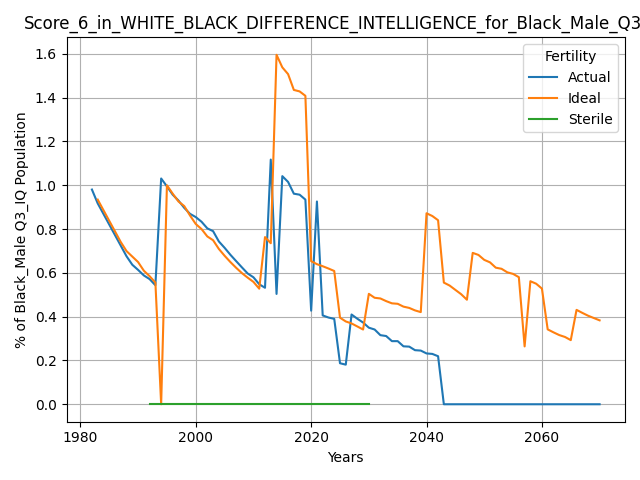 Score_6_in_WHITE_BLACK_DIFFERENCE_INTELLIGENCE_for_Black_Male_Q3
Fertility
Actual
Ideal
Sterile
% of Black_Male Q3_IQ Population
1.6
1.4
1.2
1.0
0.8
0.6
0.4
0.2
0.0
1980 2000 2020 2040 2060
Years